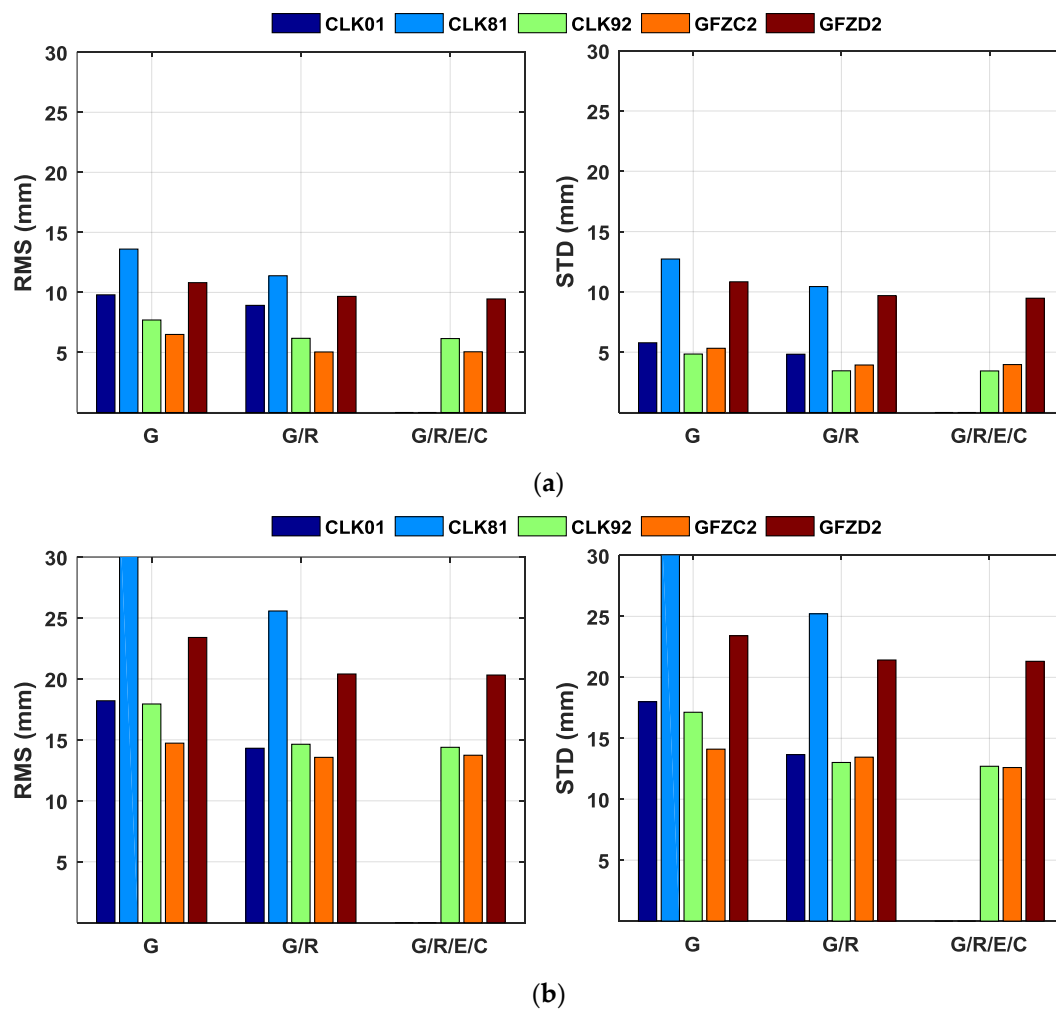 CLK01 CLK81 CLK92 GFZC2 GFZD2
30
25
20
15
10
5
RMS (mm)
G G/R G/R/E/C
30
25
20
15
10
5
STD (mm)
G G/R G/R/E/C
(a)
CLK01 CLK81 CLK92 GFZC2 GFZD2
30
25
20
15
10
5
RMS (mm)
G G/R G/R/E/C
30
25
20
15
10
5
STD (mm)
G G/R G/R/E/C
(b)